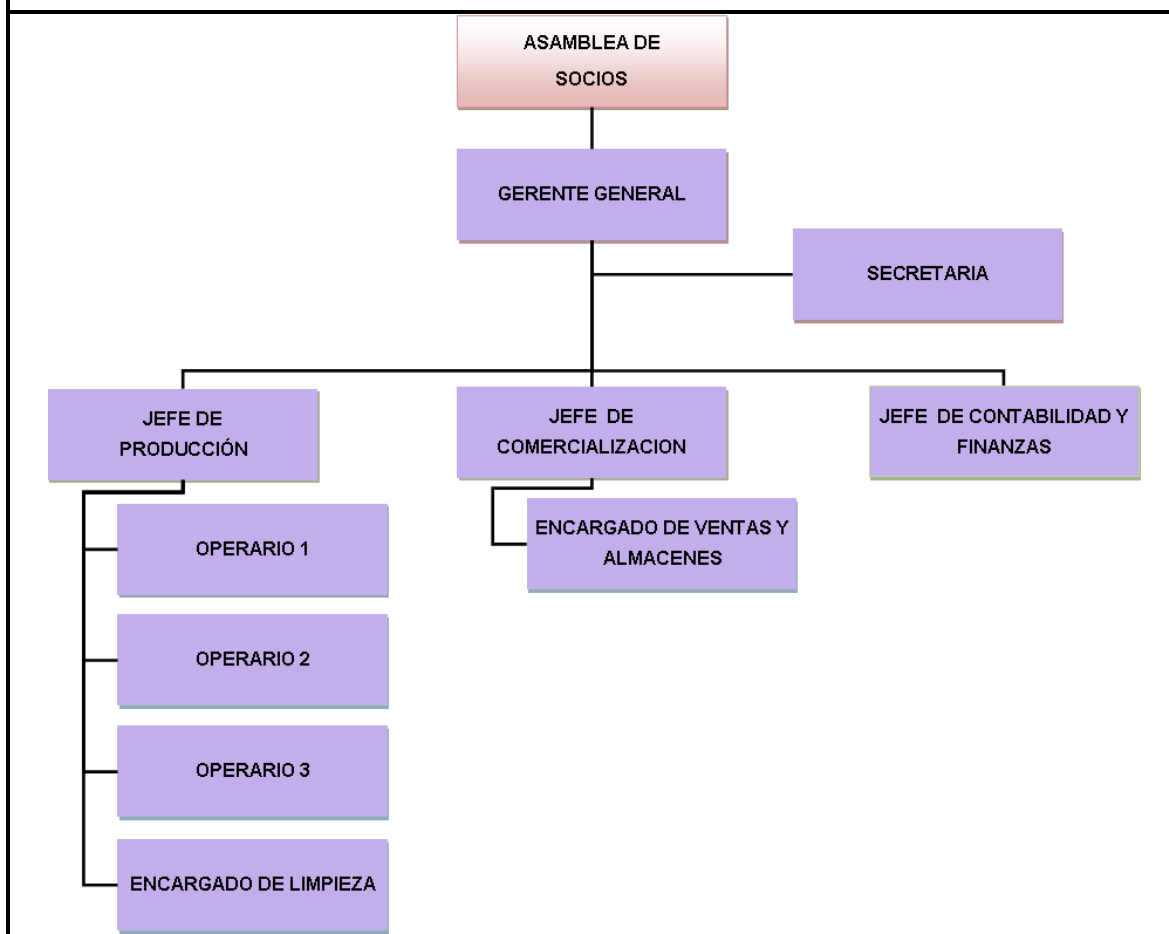 ASAMBLEA DE
SOCIOS
GERENTE GENERAL
SECRETARIA
JEFE DE
PRODUCCIÓN
JEFE DE
COMERCIALIZACION
JEFE DE CONTABILIDAD Y
FINANZAS
OPERARIO 1
OPERARIO 2
OPERARIO 3
ENCARGADO DE LIMPIEZA
ENCARGADO DE VENTAS Y
ALMACENES